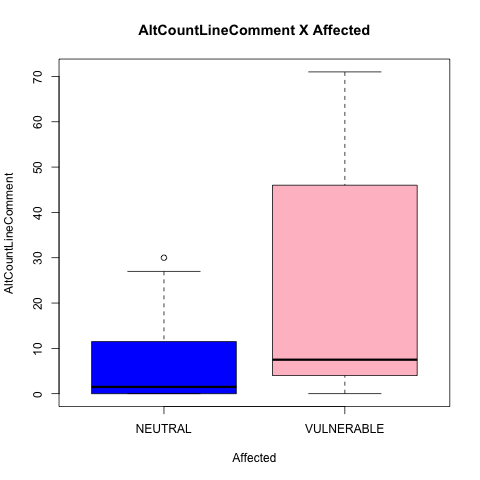 AltCountLineComment X Affected
AltCountLineComment
70
60
50
40
30
20
10
0
NEUTRAL
VULNERABLE
Affected